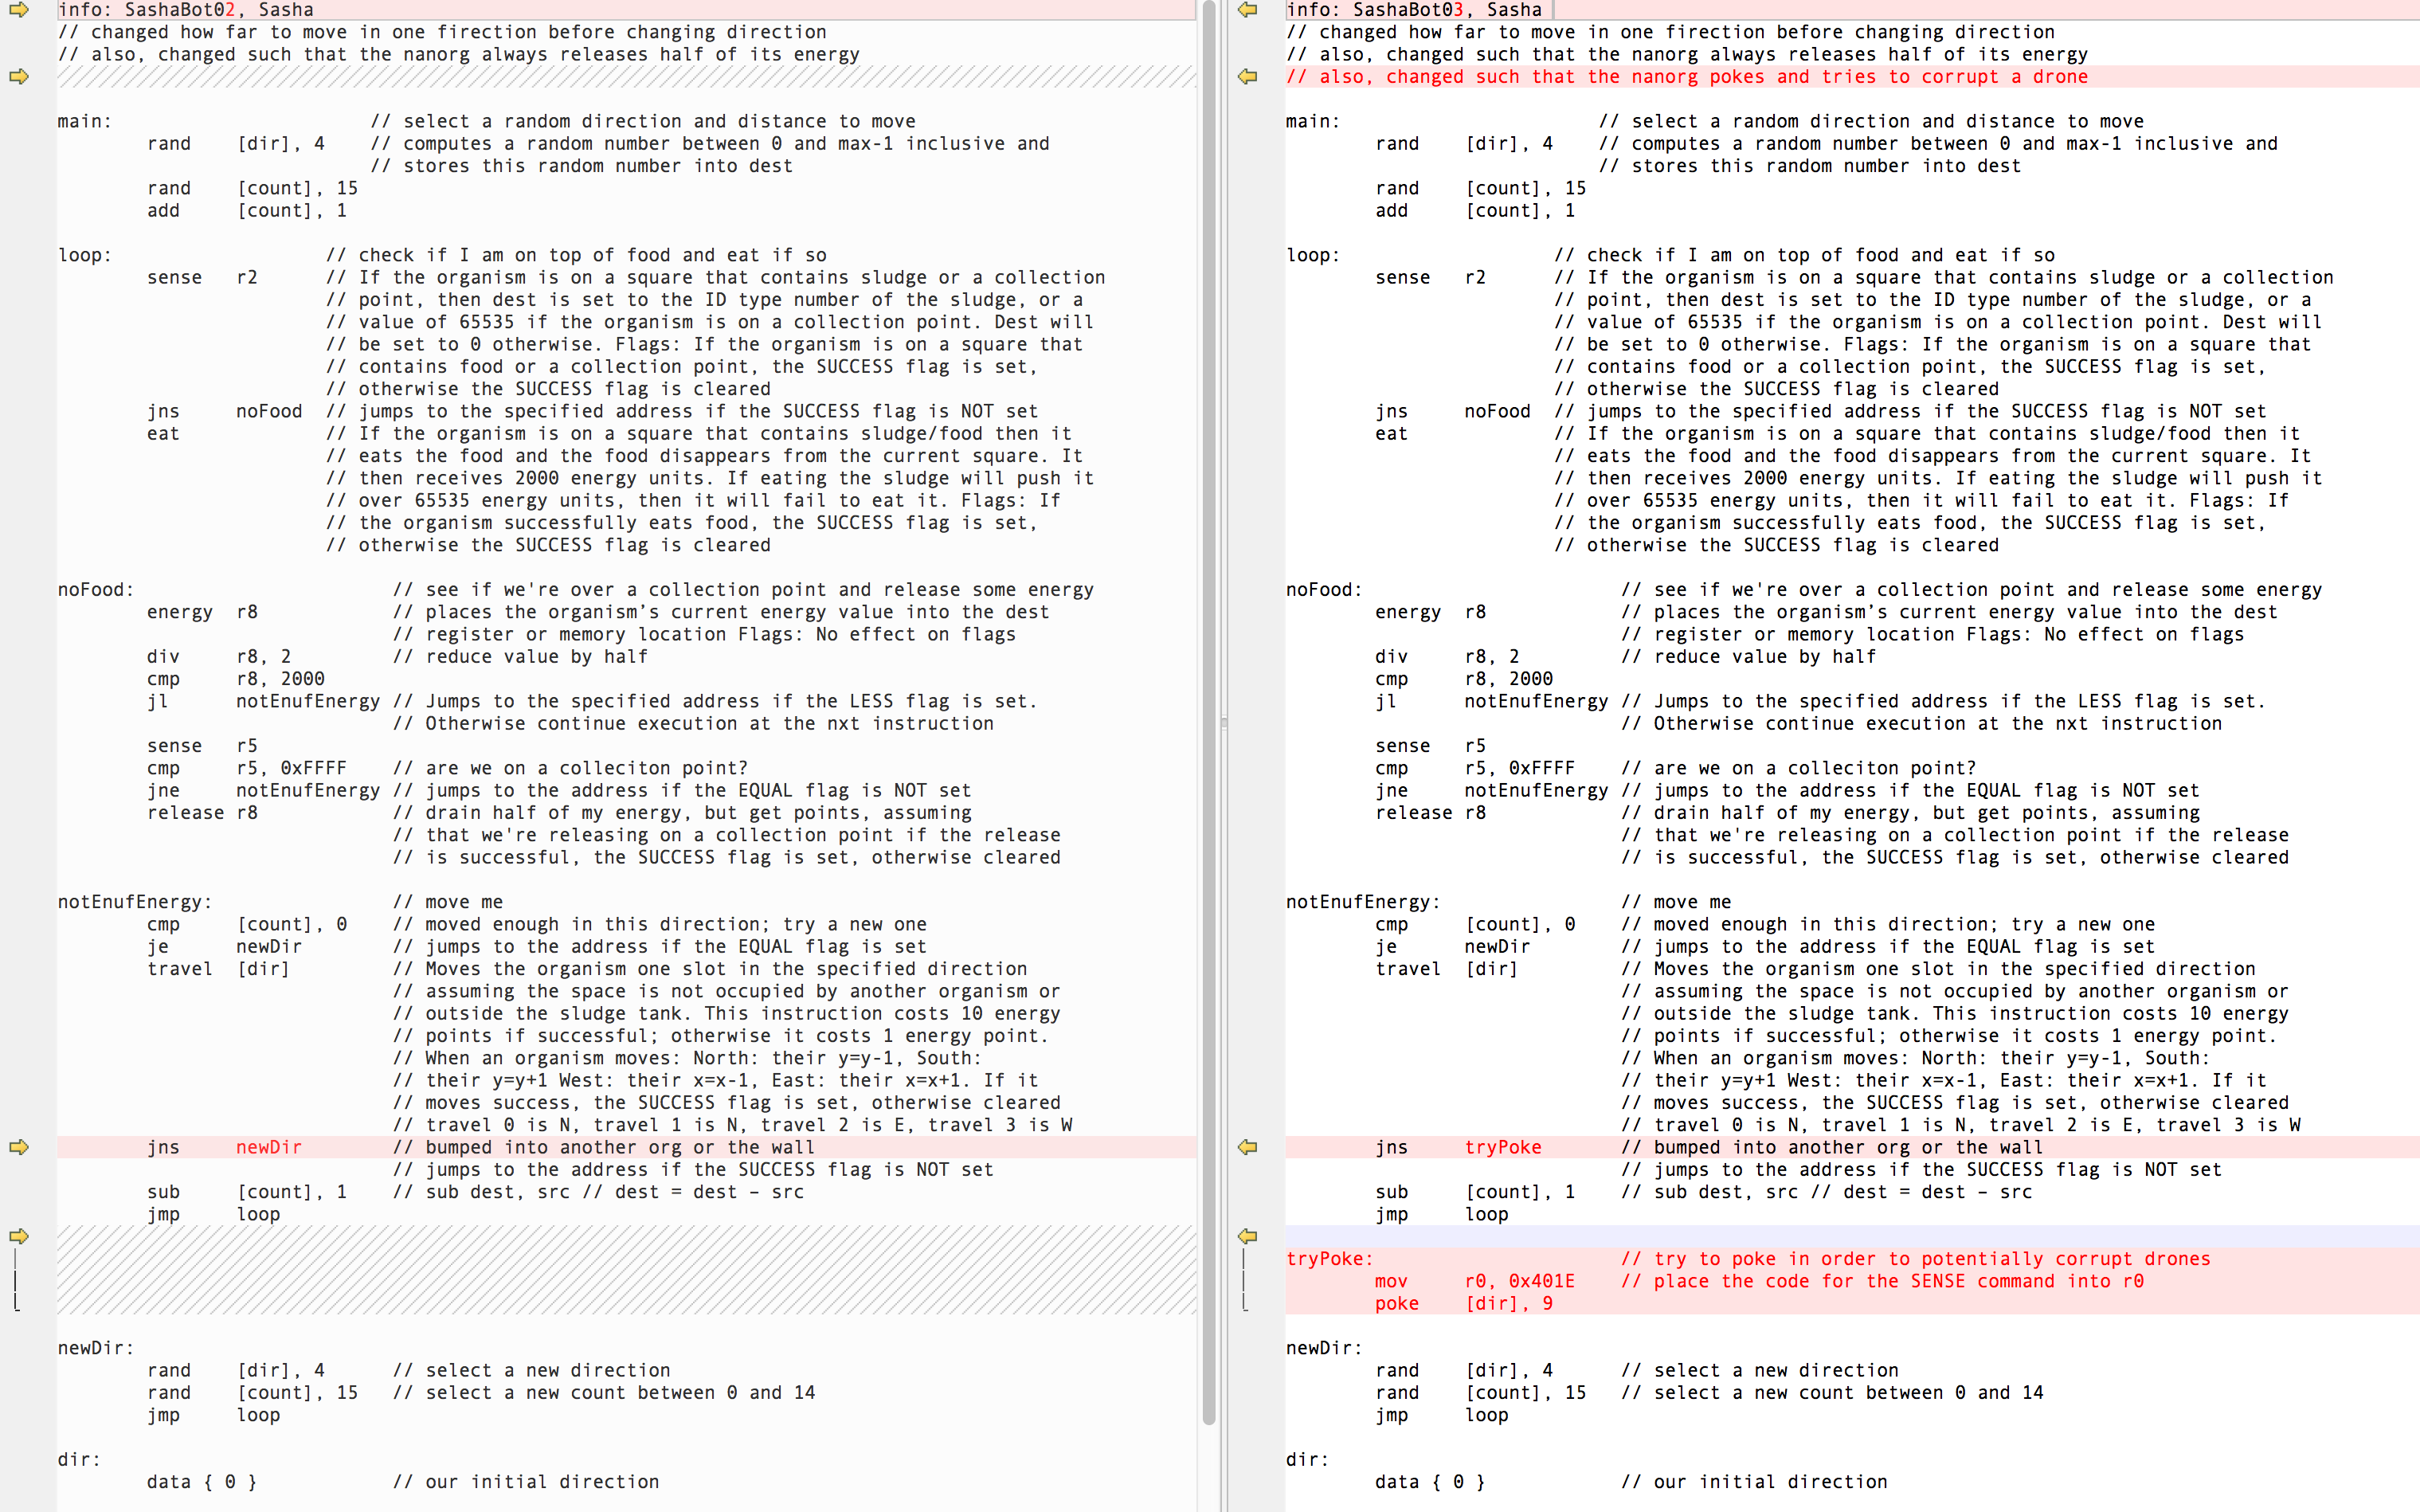 info: SashaBot02, Sasha
// changed how far to move in one firection before changing direction
// also, changed such that the nanorg always releases half of its energy
main: // select a random direction and distance to move
rand [dir], 4 // computes a random number between 0 and max-1 inclusive and
// stores this random number into dest
rand [count], 15
add [count], 1
loop: // check if I am on top of food and eat if so
sense r2 // If the organism is on a square that contains sludge or a collection
// point, then dest is set to the ID type number of the sludge, or a
// value of 65535 if the organism is on a collection point. Dest will
// be set to 0 otherwise. Flags: If the organism is on a square that
// contains food or a collection point, the SUCCESS flag is set,
// otherwise the SUCCESS flag is cleared
jns noFood // jumps to the specified address if the SUCCESS flag is NOT set
eat // If the organism is on a square that contains sludge/food then it
// eats the food and the food disappears from the current square. It
// then receives 2000 energy units. If eating the sludge will push it
// over 65535 energy units, then it will fail to eat it. Flags: If
// the organism successfully eats food, the SUCCESS flag is set,
// otherwise the SUCCESS flag is cleared
noFood: // see if we're over a collection point and release some energy
energy r8 // places the organism’s current energy value into the dest
// register or memory location Flags: No effect on flags
div r8, 2 // reduce value by half
cmp r8, 2000
jl notEnufEnergy // Jumps to the specified address if the LESS flag is set.
// Otherwise continue execution at the nxt instruction
sense r5
cmp r5, 0xFFFF // are we on a colleciton point?
jne notEnufEnergy // jumps to the address if the EQUAL flag is NOT set
release r8 // drain half of my energy, but get points, assuming
// that we're releasing on a collection point if the release
// is successful, the SUCCESS flag is set, otherwise cleared
notEnufEnergy: // move me
cmp [count], 0 // moved enough in this direction; try a new one
je newDir // jumps to the address if the EQUAL flag is set
travel [dir] // Moves the organism one slot in the specified direction
// assuming the space is not occupied by another organism or
// outside the sludge tank. This instruction costs 10 energy
// points if successful; otherwise it costs 1 energy point.
// When an organism moves: North: their y=y-1, South:
// their y=y+1 West: their x=x-1, East: their x=x+1. If it
// moves success, the SUCCESS flag is set, otherwise cleared
// travel 0 is N, travel 1 is N, travel 2 is E, travel 3 is W
jns newDir // bumped into another org or the wall
// jumps to the address if the SUCCESS flag is NOT set
sub [count], 1 // sub dest, src // dest = dest – src
jmp loop
newDir:
rand [dir], 4 // select a new direction
rand [count], 15 // select a new count between 0 and 14
jmp loop
dir:
data { 0 } // our initial direction
info: SashaBot03, Sasha
// changed how far to move in one firection before changing direction
// also, changed such that the nanorg always releases half of its energy
// also, changed such that the nanorg pokes and tries to corrupt a drone
main: // select a random direction and distance to move
rand [dir], 4 // computes a random number between 0 and max-1 inclusive and
// stores this random number into dest
rand [count], 15
add [count], 1
loop: // check if I am on top of food and eat if so
sense r2 // If the organism is on a square that contains sludge or a collection
// point, then dest is set to the ID type number of the sludge, or a
// value of 65535 if the organism is on a collection point. Dest will
// be set to 0 otherwise. Flags: If the organism is on a square that
// contains food or a collection point, the SUCCESS flag is set,
// otherwise the SUCCESS flag is cleared
jns noFood // jumps to the specified address if the SUCCESS flag is NOT set
eat // If the organism is on a square that contains sludge/food then it
// eats the food and the food disappears from the current square. It
// then receives 2000 energy units. If eating the sludge will push it
// over 65535 energy units, then it will fail to eat it. Flags: If
// the organism successfully eats food, the SUCCESS flag is set,
// otherwise the SUCCESS flag is cleared
noFood: // see if we're over a collection point and release some energy
energy r8 // places the organism’s current energy value into the dest
// register or memory location Flags: No effect on flags
div r8, 2 // reduce value by half
cmp r8, 2000
jl notEnufEnergy // Jumps to the specified address if the LESS flag is set.
// Otherwise continue execution at the nxt instruction
sense r5
cmp r5, 0xFFFF // are we on a colleciton point?
jne notEnufEnergy // jumps to the address if the EQUAL flag is NOT set
release r8 // drain half of my energy, but get points, assuming
// that we're releasing on a collection point if the release
// is successful, the SUCCESS flag is set, otherwise cleared
notEnufEnergy: // move me
cmp [count], 0 // moved enough in this direction; try a new one
je newDir // jumps to the address if the EQUAL flag is set
travel [dir] // Moves the organism one slot in the specified direction
// assuming the space is not occupied by another organism or
// outside the sludge tank. This instruction costs 10 energy
// points if successful; otherwise it costs 1 energy point.
// When an organism moves: North: their y=y-1, South:
// their y=y+1 West: their x=x-1, East: their x=x+1. If it
// moves success, the SUCCESS flag is set, otherwise cleared
// travel 0 is N, travel 1 is N, travel 2 is E, travel 3 is W
jns tryPoke // bumped into another org or the wall
// jumps to the address if the SUCCESS flag is NOT set
sub [count], 1 // sub dest, src // dest = dest – src
jmp loop
tryPoke: // try to poke in order to potentially corrupt drones
mov r0, 0x401E // place the code for the SENSE command into r0
poke [dir], 9
newDir:
rand [dir], 4 // select a new direction
rand [count], 15 // select a new count between 0 and 14
jmp loop
dir:
data { 0 } // our initial direction